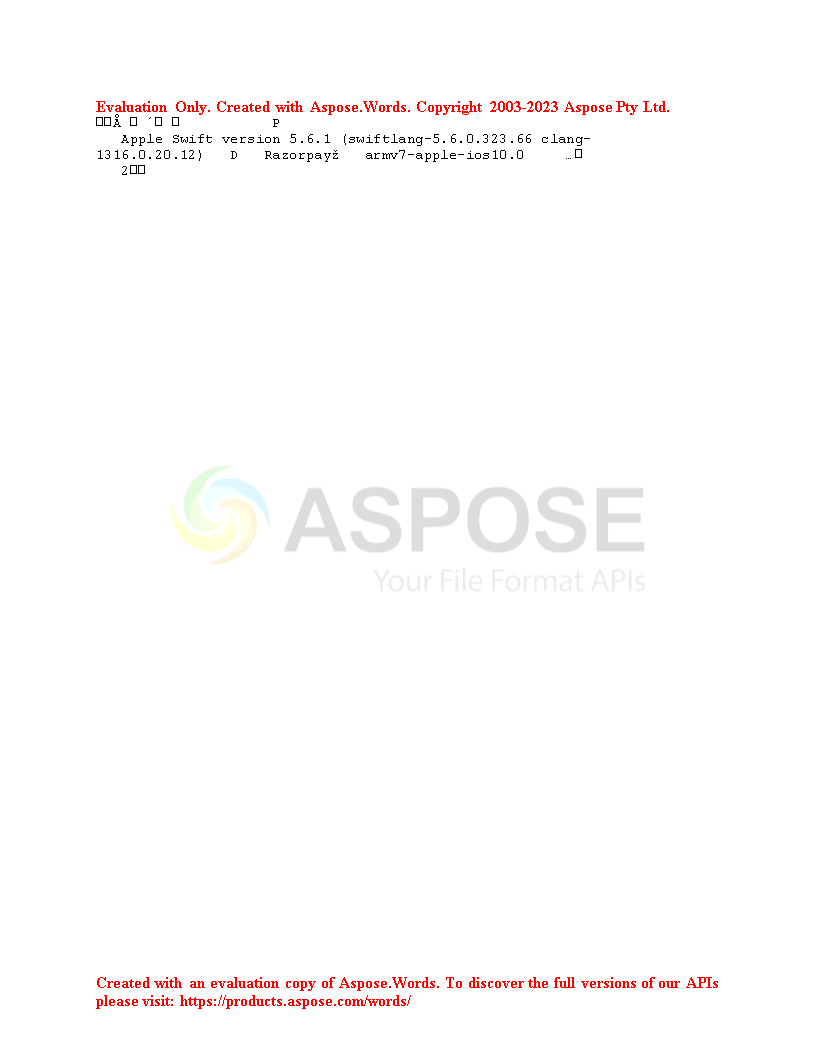 Evaluation Only. Created with Aspose.Words. Copyright 2003-2023 Aspose Pty Ltd.
□□Å □ ´□ □ P
Apple Swift version 5.6.1 (swiftlang-5.6.0.323.66 clang-
1316.0.20.12) D Razorpayž armv7-apple-ios10.0 …□
2□□
ASPOSE
Your File Format APIs
Created with an evaluation copy of Aspose.Words. To discover the full versions of our APIs
please visit: https://products.aspose.com/words/